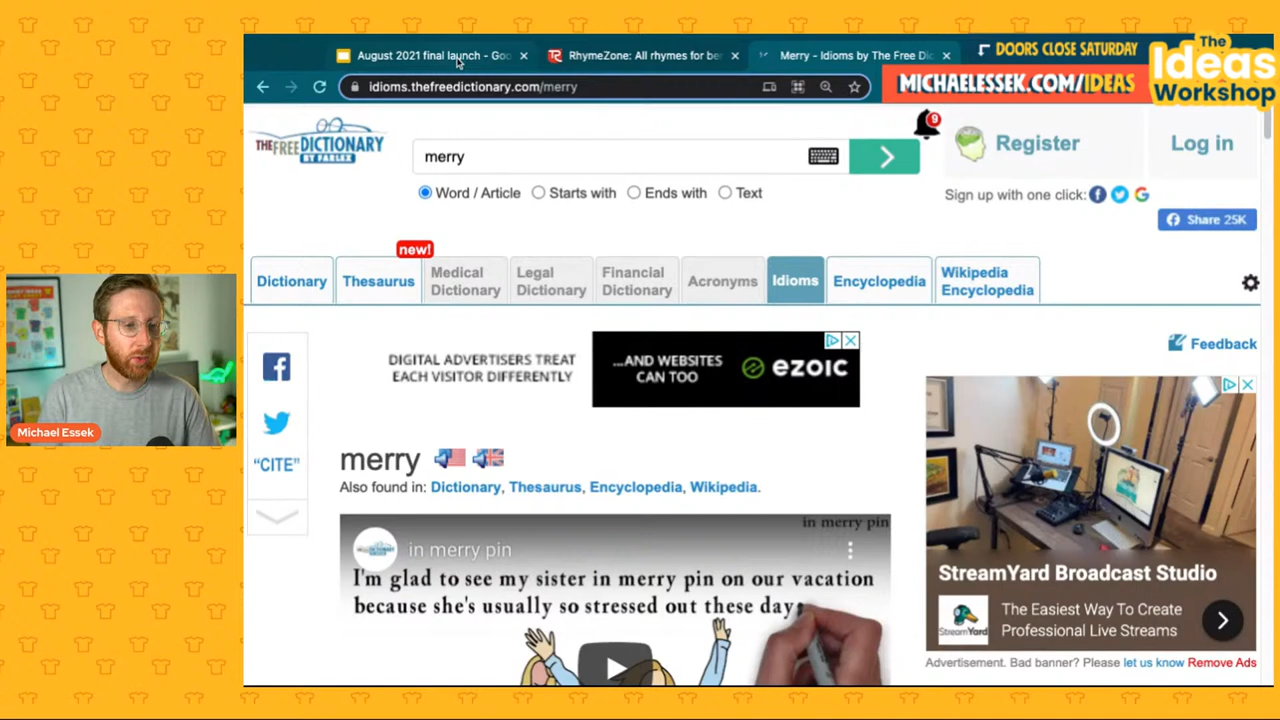 August 2021 final launch - Goo
RhymeZone: All rhymes for ber
Merry - Idioms by The Free Dic
DOORS CLOSE SATURDAY
MICHAELESSEK.COM/IDEAS
The
Ideas
Workshop
idioms.thefreedictionary.com/merry
THE FREE DICTIONARY
BY FARLEX
merry
9
Register
Log in
Word / Article
Starts with
Ends with
Text
Sign up with one click:
Share 25K
new!
Dictionary
Thesaurus
Medical
Dictionary
Legal
Dictionary
Financial
Dictionary
Acronyms
Idioms
Encyclopedia
Wikipedia
Encyclopedia
Feedback
DIGITAL ADVERTISERS TREAT
EACH VISITOR DIFFERENTLY
...AND WEBSITES
CAN TOO
ezoic
Michael Essek
"CITE"
merry
Also found in: Dictionary, Thesaurus, Encyclopedia, Wikipedia.
in merry pin
in merry pin
I'm glad to see my sister in merry pin on our vacation
because she's usually so stressed out these days
StreamYard Broadcast Studio
StreamYard
The Easiest Way To Create
Professional Live Streams
Advertisement. Bad banner? Please let us know Remove Ads